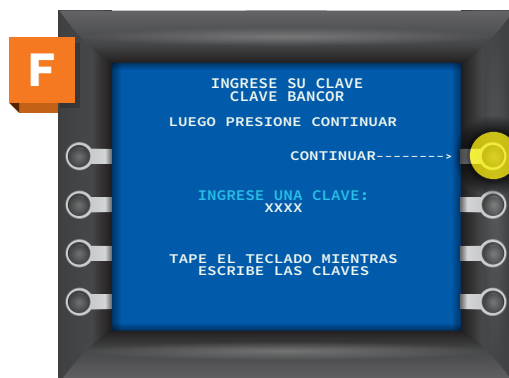 F
INGRESE SU CLAVE
CLAVE BANCOR
LUEGO PRESIONE CONTINUAR
CONTINUAR-------->
INGRESE UNA CLAVE:
XXXX
TAPE EL TECLADO MIENTRAS
ESCRIBE LAS CLAVES